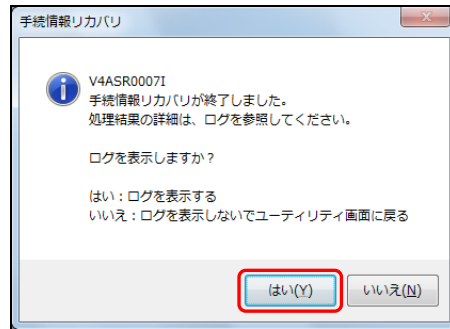 手続情報リカバリ
V4ASR0007I
手続情報リカバリが終了しました。
処理結果の詳細は、ログを参照してください。
ログを表示しますか？
はい：ログを表示する
いいえ：ログを表示しないでユーティリティ画面に戻る
はい(Y)
いいえ(N)